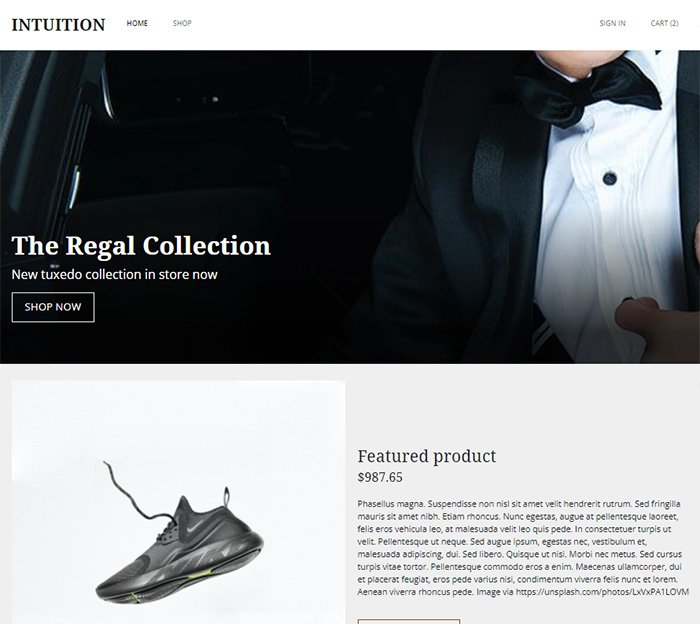 INTUITION HOME SHOP SIGN IN CART (2)
The Regal Collection
New tuxedo collection in store now
SHOP NOW
Featured product
$987.65
Phasellus magna. Suspendisse non nisl sit amet velit hendrerit rutrum. Sed fringilla
mauris sit amet nibh. Etiam rhoncus. Nunc egestas, augue at pellentesque laoreet,
felis eros vehicula leo, at malesuada velit leo quis pede. In consectetuer turpis ut
velit. Pellentesque ut neque. Sed augue ipsum, egestas nec, vestibulum et,
malesuada adipiscing, dui. Sed libero. Quisque ut nisi. Morbi nec metus. Sed cursus
turpis vitae tortor. Pellentesque commodo eros a enim. Maecenas ullamcorper, dui
et placerat feugiat, eros pede varius nisi, condimentum viverra felis nunc et lorem.
Aenean viverra rhoncus pede. Image via https://unsplash.com/photos/LxVxPA1LOVM